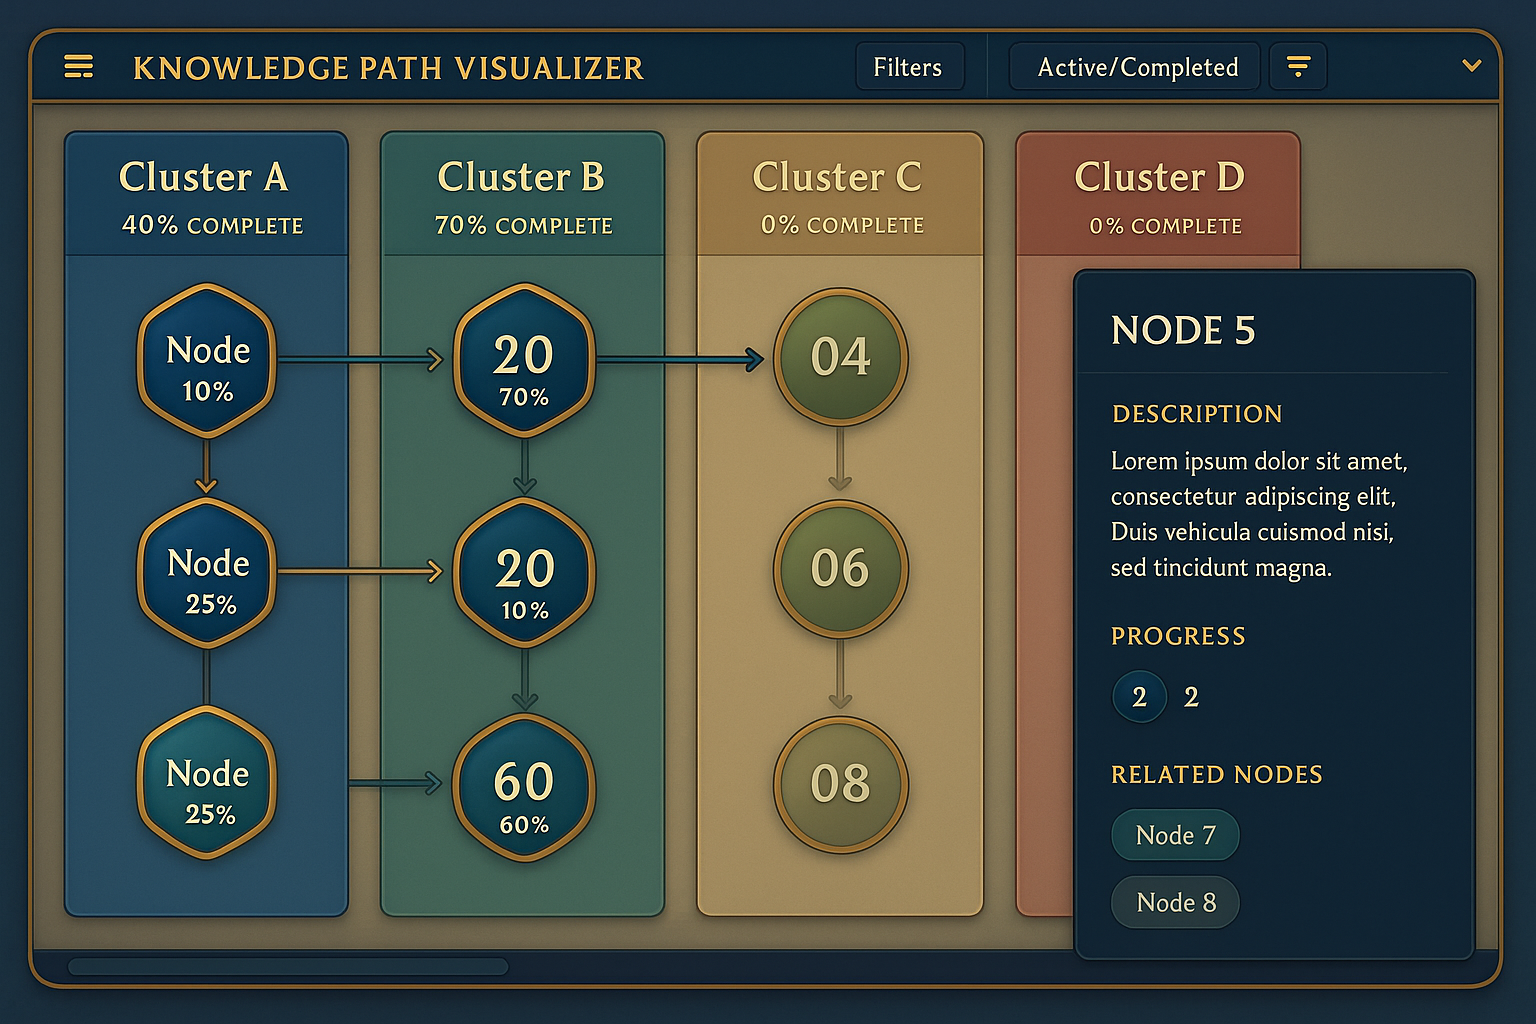 KNOWLEDGE PATH VISUALIZER
Filters
Active/Completed
Cluster A
40% COMPLETE
Node
10%
Node
25%
Node
25%
Cluster B
70% COMPLETE
20
70%
20
10%
60
60%
Cluster C
0% COMPLETE
04
06
08
Cluster D
0% COMPLETE
NODE 5
DESCRIPTION
Lorem ipsum dolor sit amet,
consectetur adipiscing elit,
Duis vehicula cuismod nisi,
sed tincidunt magna.
PROGRESS
2 2
RELATED NODES
Node 7
Node 8